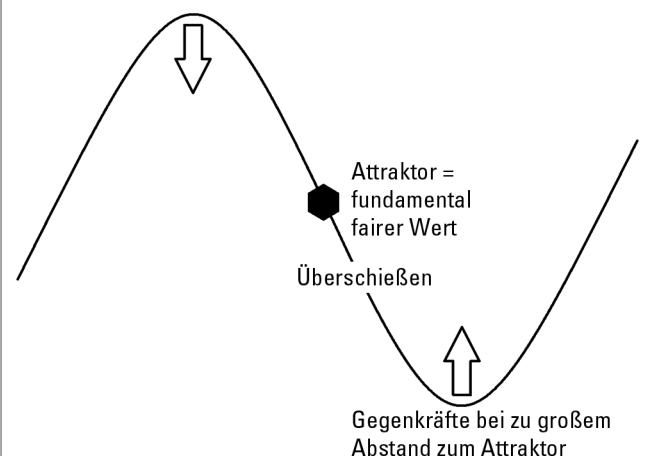 Attraktor =
fundamental
fairer Wert
Überschießen
Gegenkräfte bei zu großem
Abstand zum Attraktor